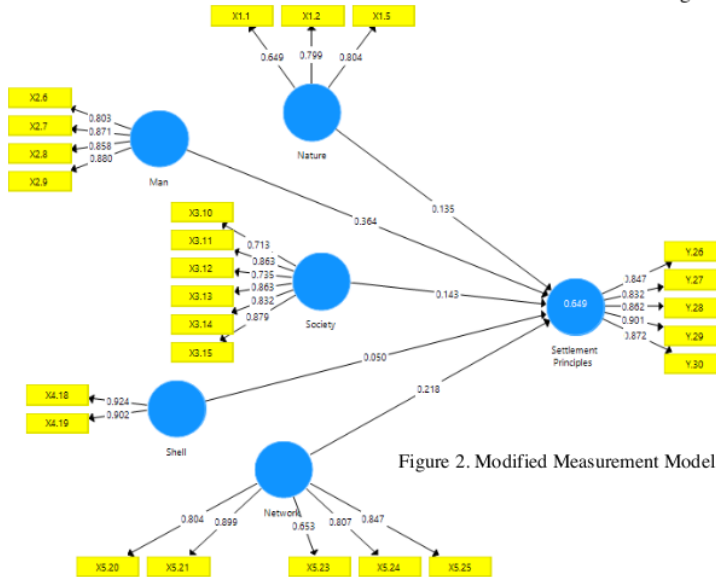 g
X1.1
X1.2
X1.5
0.649
0.799
0.804
Nature
X2.6
X2.7
X2.8
X2.9
0.803
0.871
0.858
0.880
Man
0.135
0.364
X3.10
X3.11
X3.12
X3.13
X3.14
X3.15
0.713
0.863
0.735
0.863
0.832
0.879
Society
0.143
0.649
Settlement
Principles
Y.26
Y.27
Y.28
Y.29
Y.30
0.847
0.832
0.862
0.901
0.872
X4.18
X4.19
0.924
0.902
Shell
0.050
0.218
Figure 2. Modified Measurement Model
Network
0.804
0.899
0.653
0.807
0.847
X5.20
X5.21
X5.23
X5.24
X5.25